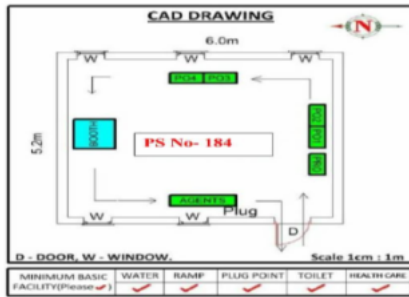 CAD DRAWING
N
6.0m
W W W
PO4 PO3
5.2m
BOOTH
PS No- 184
PO2 PO1
PRO
AGENTS
Plug
W W
D
D - DOOR, W - WINDOW.
Scale 1cm : 1m
MINIMUM BASIC FACILITY(Please✓)
WATER
RAMP
PLUG POINT
TOILET
HEALTH CARE